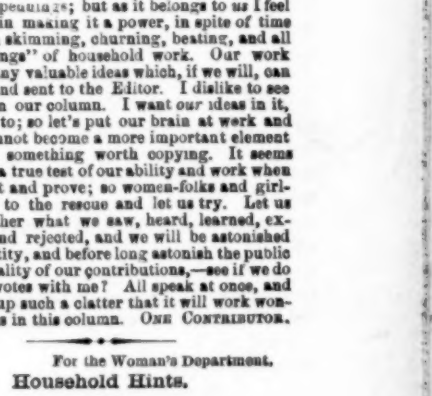 but as it belongs to us I feel
in making it a power, in spite of time
skimming, churning, beating, and all
ngs" of household work. Our work
ny valuable ideas which, if we will, can
nd sent to the Editor. I dislike to see
n our column. I want our ideas in it,
to; so let's put our brain at work and
nnot become a more important element
something worth copying. It seems
a true test of our ability and work when
t and prove; so women-folks and girl-
to the rescue and let us try. Let us
her what we saw, heard, learned, ex-
nd rejected, and we will be astonished
tity, and before long astonish the public
ality of our contributions,—see if we do
votes with me? All speak at once, and
up such a clatter that it will work won-
s in this column. ONE CONTRIBUTOR.
For the Woman's Department.
Household Hints.